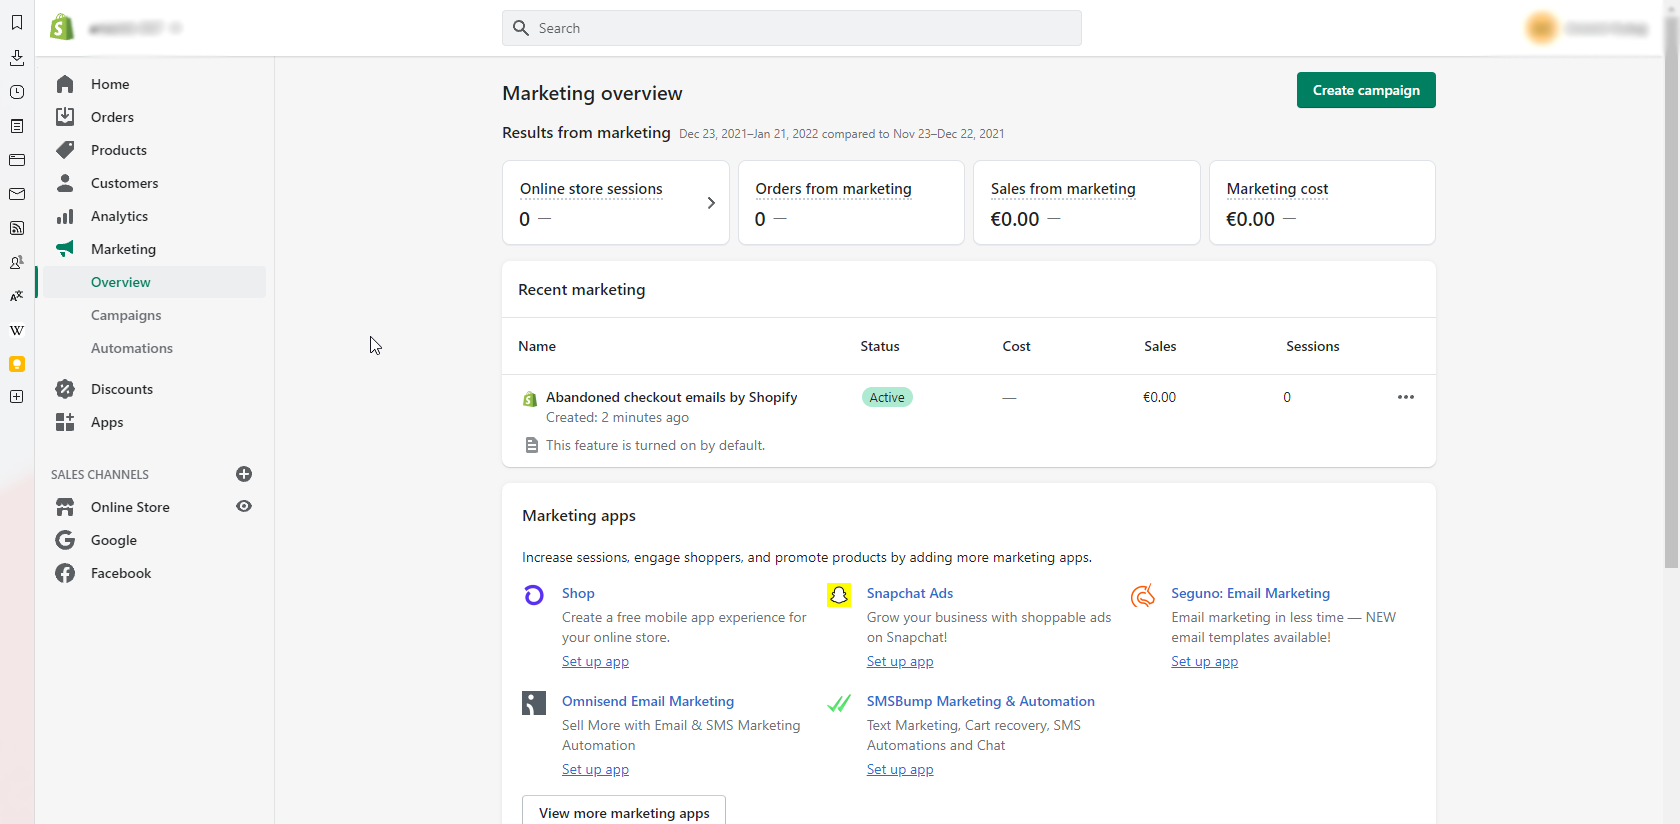 Search
Home
Orders
Products
Customers
Analytics
Marketing
Overview
Campaigns
Automations
Discounts
Apps
SALES CHANNELS
Online Store
Google
Facebook
Marketing overview
Create campaign
Results from marketing Dec 23, 2021–Jan 21, 2022 compared to Nov 23–Dec 22, 2021
Online store sessions
0 —
Orders from marketing
0 —
Sales from marketing
€0.00 —
Marketing cost
€0.00 —
Recent marketing
Name Status Cost Sales Sessions
Abandoned checkout emails by Shopify Active — €0.00 0
Created: 2 minutes ago
This feature is turned on by default.
Marketing apps
Increase sessions, engage shoppers, and promote products by adding more marketing apps.
Shop
Create a free mobile app experience for
your online store.
Set up app
Snapchat Ads
Grow your business with shoppable ads
on Snapchat!
Set up app
Seguno: Email Marketing
Email marketing in less time — NEW
email templates available!
Set up app
Omnisend Email Marketing
Sell More with Email & SMS Marketing
Automation
Set up app
SMSBump Marketing & Automation
Text Marketing, Cart recovery, SMS
Automations and Chat
Set up app
View more marketing apps